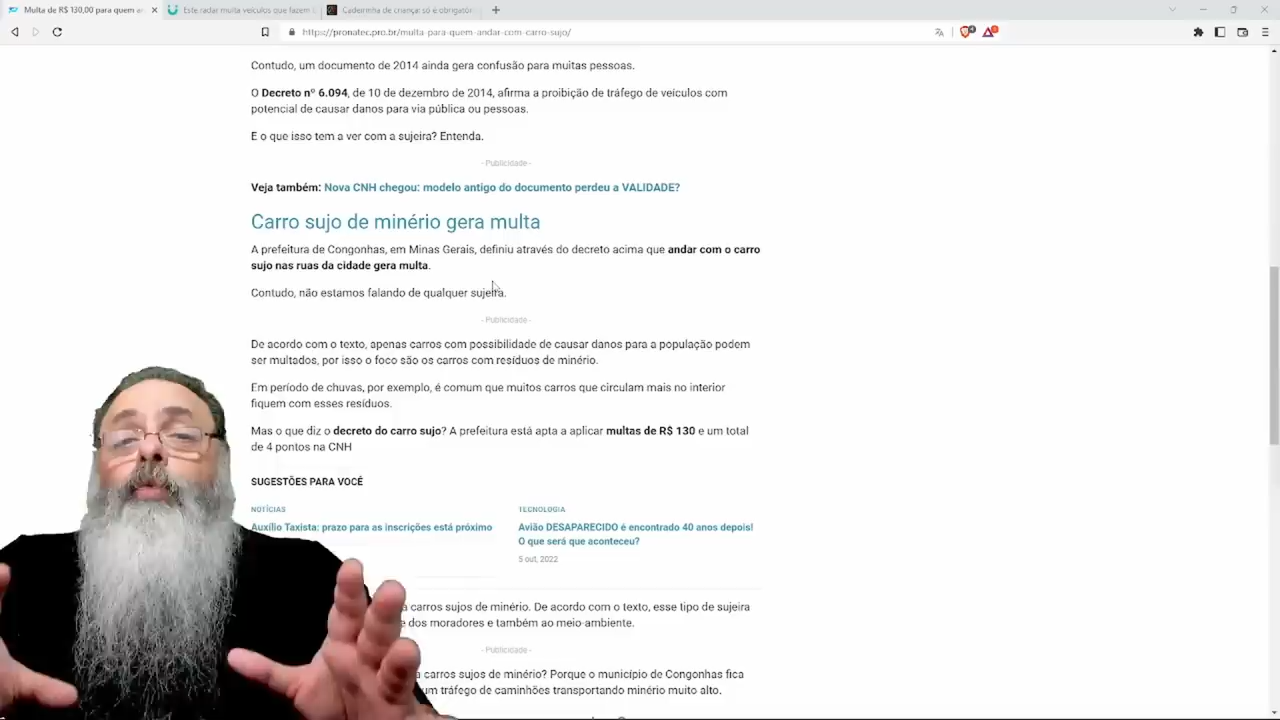 Multa de R$ 130,00 para quem an
Este radar multa veículos que fazem
Cadeirinha de criança! só é obrigatór
https://pronatec.pro.br/multa-para-quem-andar-com-carro-sujo/
Contudo, um documento de 2014 ainda gera confusão para muitas pessoas.
O Decreto nº 6.094, de 10 de dezembro de 2014, afirma a proibição de tráfego de veículos com
potencial de causar danos para via pública ou pessoas.
E o que isso tem a ver com a sujeira? Entenda.
- Publicidade -
Veja também: Nova CNH chegou: modelo antigo do documento perdeu a VALIDADE?
Carro sujo de minério gera multa
A prefeitura de Congonhas, em Minas Gerais, definiu através do decreto acima que andar com o carro
sujo nas ruas da cidade gera multa.
Contudo, não estamos falando de qualquer sujeira.
- Publicidade -
De acordo com o texto, apenas carros com possibilidade de causar danos para a população podem
ser multados, por isso o foco são os carros com resíduos de minério.
Em período de chuvas, por exemplo, é comum que muitos carros que circulam mais no interior
fiquem com esses resíduos.
Mas o que diz o decreto do carro sujo? A prefeitura está apta a aplicar multas de R$ 130 e um total
de 4 pontos na CNH
SUGESTÕES PARA VOCÊ
NOTÍCIAS
Auxílio Taxista: prazo para as inscrições está próximo
TECNOLOGIA
Avião DESAPARECIDO é encontrado 40 anos depois!
O que será que aconteceu?
5 out, 2022
a carros sujos de minério. De acordo com o texto, esse tipo de sujeira
e dos moradores e também ao meio-ambiente.
- Publicidade -
a carros sujos de minério? Porque o município de Congonhas fica
um tráfego de caminhões transportando minério muito alto.